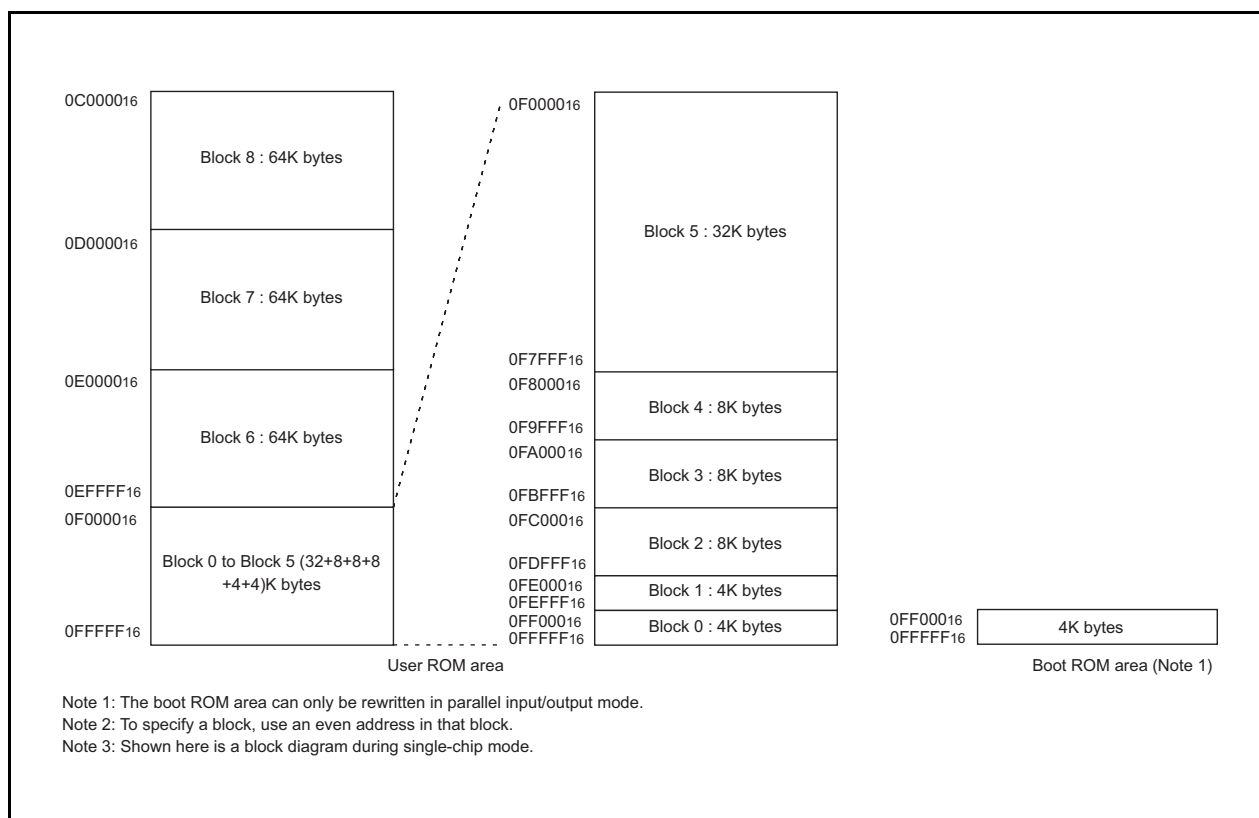 0C000016
Block 8 : 64K bytes
0D000016
Block 7 : 64K bytes
0E000016
Block 6 : 64K bytes
0EFFFF16
0F000016
Block 0 to Block 5 (32+8+8+8
+4+4)K bytes
0FFFFF16
0F000016
Block 5 : 32K bytes
0F7FFF16
0F800016
Block 4 : 8K bytes
0F9FFF16
0FA00016
Block 3 : 8K bytes
0FBFFF16
0FC00016
Block 2 : 8K bytes
0FDFFF16
0FE00016
Block 1 : 4K bytes
0FEFFF16
0FF00016
Block 0 : 4K bytes
0FFFFF16
User ROM area
0FF00016
4K bytes
0FFFFF16
Boot ROM area (Note 1)
Note 1: The boot ROM area can only be rewritten in parallel input/output mode.
Note 2: To specify a block, use an even address in that block.
Note 3: Shown here is a block diagram during single-chip mode.